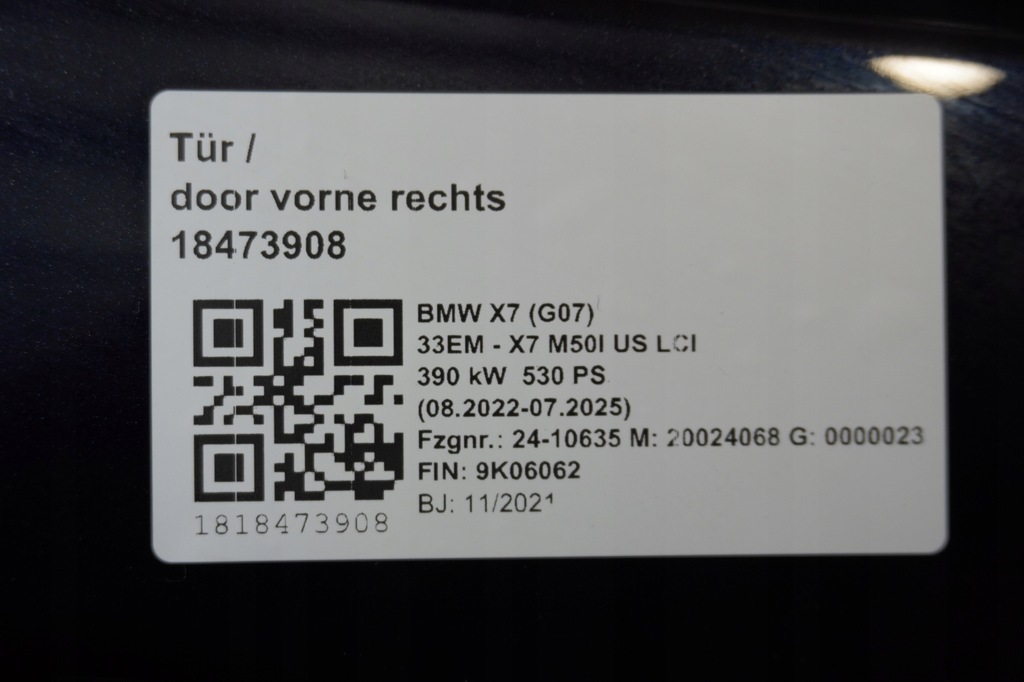 Tür /
door vorne rechts
18473908
BMW X7 (G07)
33EM - X7 M50I US LCI
390 kW 530 PS
(08.2022-07.2025)
Fzgnr.: 24-10635 M: 20024068 G: 0000023
FIN: 9K06062
BJ: 11/2021
1818473908